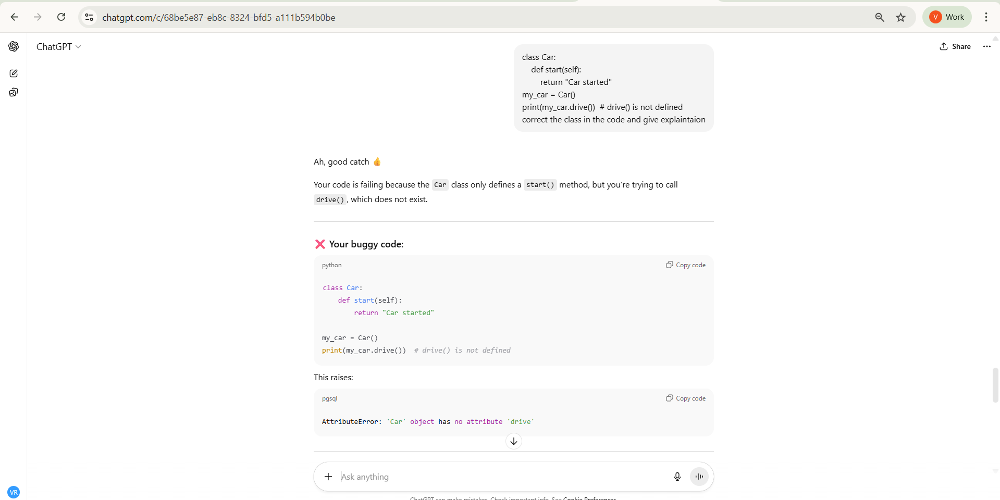 chatgpt.com/c/68be5e87-eb8c-8324-bfd5-a111b594b0be
V Work
ChatGPT
Share
class Car:
    def start(self):
        return "Car started"
my_car = Car()
print(my_car.drive())  # drive() is not defined
correct the class in the code and give explaintaion
Ah, good catch 👍
Your code is failing because the Car class only defines a start() method, but you’re trying to call
drive(), which does not exist.
❌ Your buggy code:
python
Copy code
class Car:
    def start(self):
        return "Car started"
my_car = Car()
print(my_car.drive())  # drive() is not defined
This raises:
pgsql
Copy code
AttributeError: 'Car' object has no attribute 'drive'
Ask anything
VR
ChatGPT can make mistakes. Check important info. See Cookie Preferences.